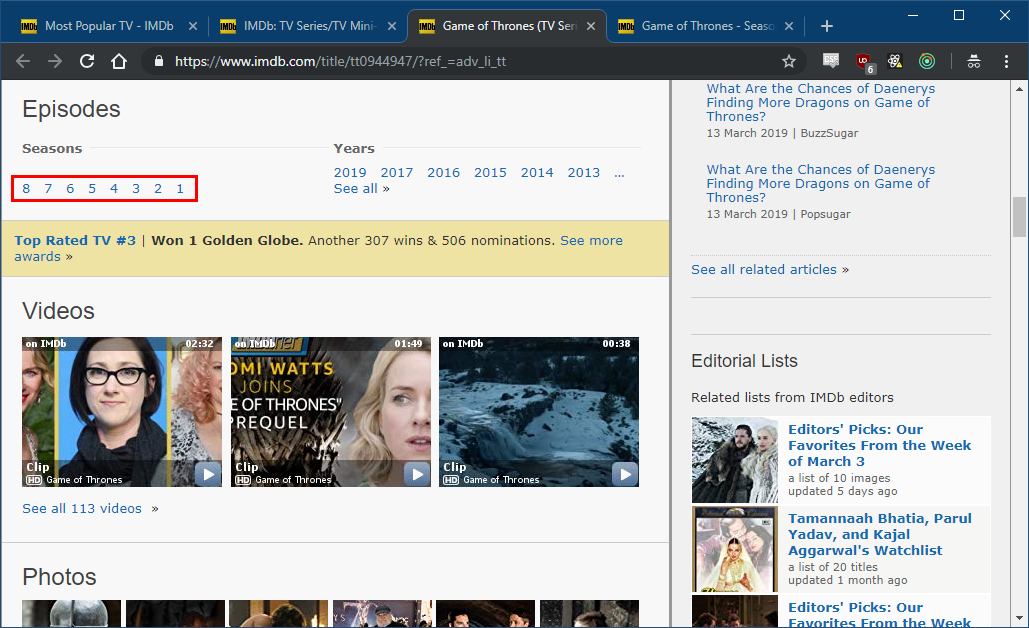 IMDb Most Popular TV - IMDb
IMDb IMDb: TV Series/TV Mini-
IMDb Game of Thrones (TV Seri
IMDb Game of Thrones - Seaso
https://www.imdb.com/title/tt0944947/?ref_=adv_li_tt
6
Episodes
Seasons
8 7 6 5 4 3 2 1
Years
2019 2017 2016 2015 2014 2013 ...
See all »
Top Rated TV #3 | Won 1 Golden Globe. Another 307 wins & 506 nominations. See more
awards »
Videos
on IMDb 02:32
Clip
HD Game of Thrones
on IMDb 01:49
OMI WATTS
JOINS
E OF THRONES"
PREQUEL
Clip
HD Game of Thrones
on IMDb 00:38
Clip
HD Game of Thrones
See all 113 videos »
Photos
What Are the Chances of Daenerys
Finding More Dragons on Game of
Thrones?
13 March 2019 | BuzzSugar
What Are the Chances of Daenerys
Finding More Dragons on Game of
Thrones?
13 March 2019 | Popsugar
See all related articles »
Editorial Lists
Related lists from IMDb editors
Editors' Picks: Our
Favorites From the Week
of March 3
a list of 10 images
updated 5 days ago
Tamannaah Bhatia, Parul
Yadav, and Kajal
Aggarwal's Watchlist
a list of 20 titles
updated 1 month ago
Editors' Picks: Our
Favorites From the Week